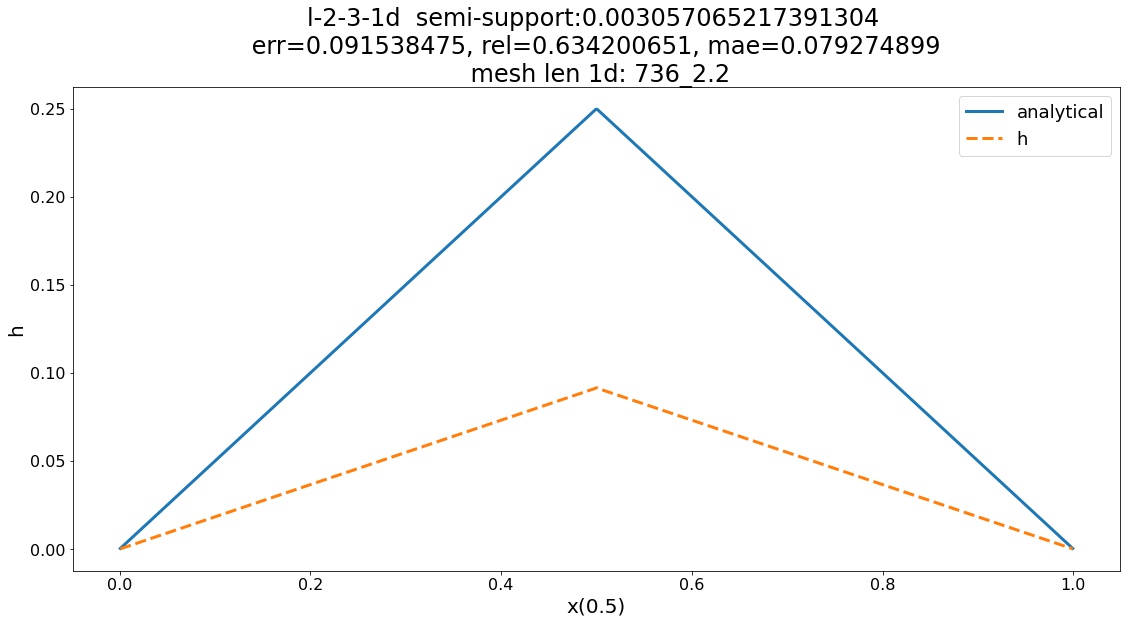 l-2-3-1d  semi-support:0.003057065217391304
err=0.091538475, rel=0.634200651, mae=0.079274899
mesh len 1d: 736_2.2
analytical
h
h
0.25
0.20
0.15
0.10
0.05
0.00
0.0 0.2 0.4 0.6 0.8 1.0
x(0.5)